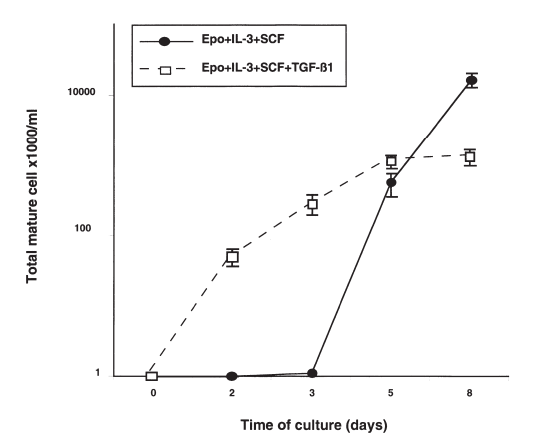 Epo+IL-3+SCF
Epo+IL-3+SCF+TGF-ß1
Total mature cell x1000/ml
10000
100
1
0 2 3 5 8
Time of culture (days)